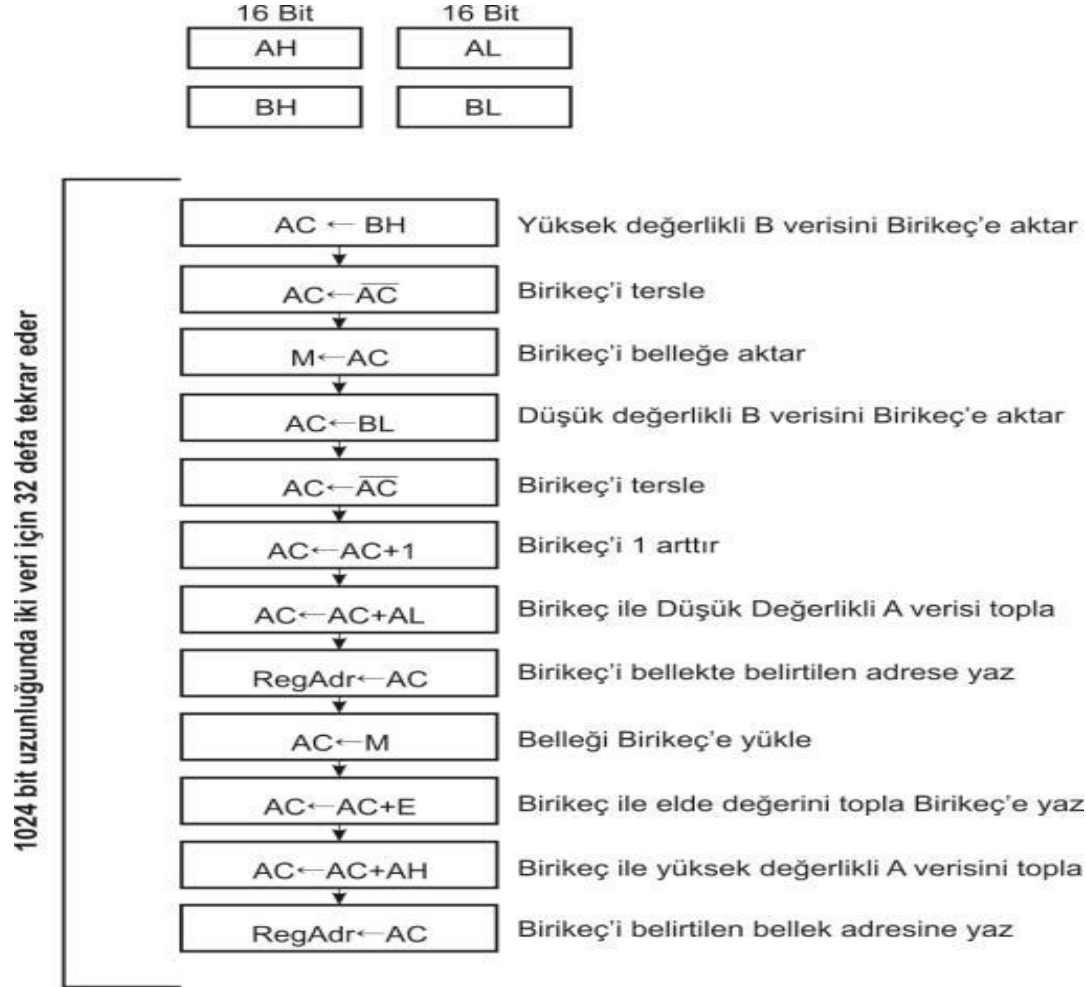 16 Bit 16 Bit
AH AL
BH BL
1024 bit uzunluğunda iki veri için 32 defa tekrar eder
AC ← BH Yüksek değerlikli B verisini Birikeç'e aktar
AC←A̅C̅ Birikeç'i tersle
M←AC Birikeç'i belleğe aktar
AC←BL Düşük değerlikli B verisini Birikeç'e aktar
AC←A̅C̅ Birikeç'i tersle
AC←AC+1 Birikeç'i 1 arttır
AC←AC+AL Birikeç ile Düşük Değerlikli A verisi topla
RegAdr←AC Birikeç'i bellekte belirtilen adrese yaz
AC←M Belleği Birikeç'e yükle
AC←AC+E Birikeç ile elde değerini topla Birikeç'e yaz
AC←AC+AH Birikeç ile yüksek değerlikli A verisini topla
RegAdr←AC Birikeç'i belirtilen bellek adresine yaz